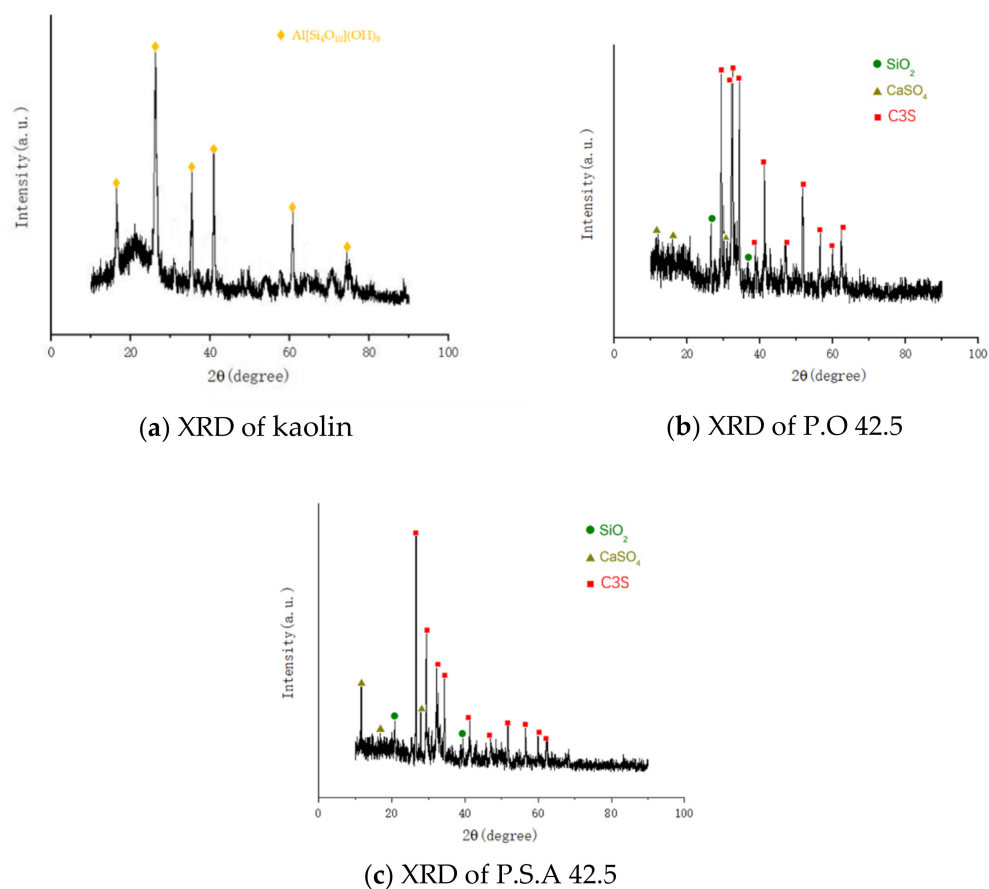 Al[Si₄O₁₀](OH)₈
Intensity(a.u.)
0 20 40 60 80 100
2θ(degree)
(a) XRD of kaolin
SiO₂
CaSO₄
C3S
Intensity(a.u.)
0 20 40 60 80 100
2θ(degree)
(b) XRD of P.O 42.5
SiO₂
CaSO₄
C3S
Intensity(a.u.)
0 20 40 60 80 100
2θ(degree)
(c) XRD of P.S.A 42.5